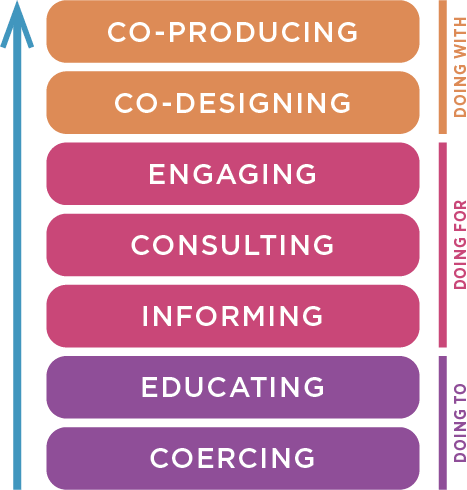 CO-PRODUCING
CO-DESIGNING
DOING WITH
ENGAGING
CONSULTING
INFORMING
DOING FOR
EDUCATING
COERCING
DOING TO